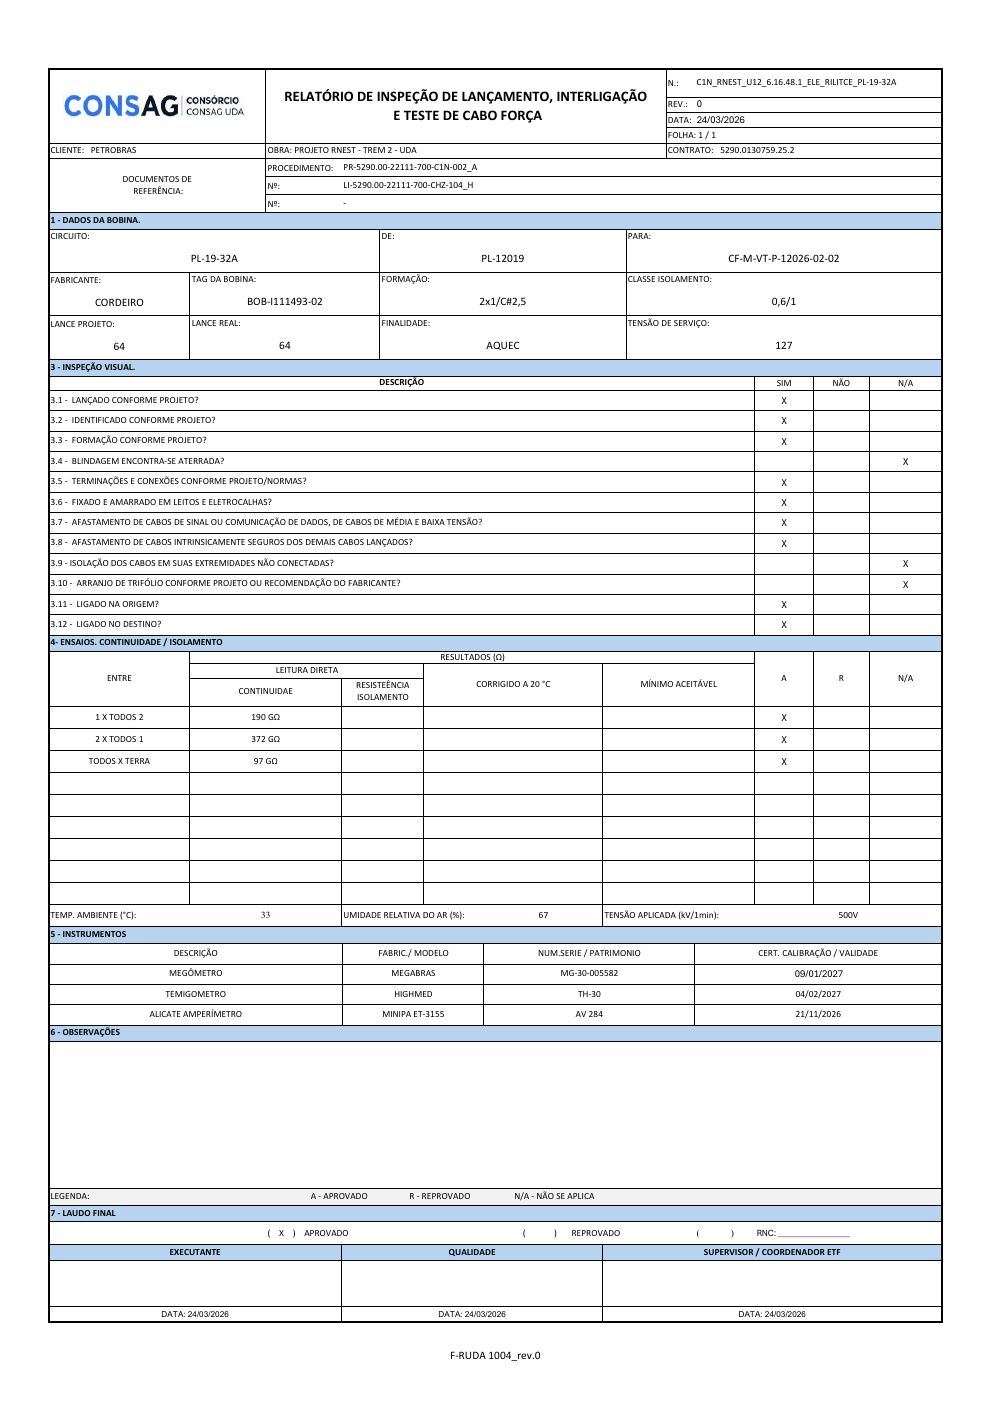 CONSAG CONSÓRCIO CONSAG UDA
RELATÓRIO DE INSPEÇÃO DE LANÇAMENTO, INTERLIGAÇÃO
E TESTE DE CABO FORÇA
N.: C1N_RNEST_U12_6.16.48.1_ELE_RILITCE_PL-19-32A
REV.: 0
DATA: 24/03/2026
FOLHA: 1 / 1
CLIENTE: PETROBRAS OBRA: PROJETO RNEST - TREM 2 - UDA CONTRATO: 5290.0130759.25.2
DOCUMENTOS DE
REFERÊNCIA:
PROCEDIMENTO: PR-5290.00-22111-700-C1N-002_A
Nº: LI-5290.00-22111-700-CHZ-104_H
Nº: -
1 - DADOS DA BOBINA.
CIRCUITO: DE: PARA:
PL-19-32A PL-12019 CF-M-VT-P-12026-02-02
FABRICANTE: TAG DA BOBINA: FORMAÇÃO: CLASSE ISOLAMENTO:
CORDEIRO BOB-I111493-02 2x1/C#2,5 0,6/1
LANCE PROJETO: LANCE REAL: FINALIDADE: TENSÃO DE SERVIÇO:
64 64 AQUEC 127
3 - INSPEÇÃO VISUAL.
DESCRIÇÃO SIM NÃO N/A
3.1 - LANÇADO CONFORME PROJETO? X
3.2 - IDENTIFICADO CONFORME PROJETO? X
3.3 - FORMAÇÃO CONFORME PROJETO? X
3.4 - BLINDAGEM ENCONTRA-SE ATERRADA? X
3.5 - TERMINAÇÕES E CONEXÕES CONFORME PROJETO/NORMAS? X
3.6 - FIXADO E AMARRADO EM LEITOS E ELETROCALHAS? X
3.7 - AFASTAMENTO DE CABOS DE SINAL OU COMUNICAÇÃO DE DADOS, DE CABOS DE MÉDIA E BAIXA TENSÃO? X
3.8 - AFASTAMENTO DE CABOS INTRINSICAMENTE SEGUROS DOS DEMAIS CABOS LANÇADOS? X
3.9 - ISOLAÇÃO DOS CABOS EM SUAS EXTREMIDADES NÃO CONECTADAS? X
3.10 - ARRANJO DE TRIFÓLIO CONFORME PROJETO OU RECOMENDAÇÃO DO FABRICANTE? X
3.11 - LIGADO NA ORIGEM? X
3.12 - LIGADO NO DESTINO? X
4- ENSAIOS. CONTINUIDADE / ISOLAMENTO
ENTRE RESULTADOS (Ω) A R N/A
LEITURA DIRETA CORRIGIDO A 20 °C MÍNIMO ACEITÁVEL
CONTINUIDAE RESISTEÊNCIA ISOLAMENTO
1 X TODOS 2 190 GΩ X
2 X TODOS 1 372 GΩ X
TODOS X TERRA 97 GΩ X
TEMP. AMBIENTE (°C): 33 UMIDADE RELATIVA DO AR (%): 67 TENSÃO APLICADA (kV/1min): 500V
5 - INSTRUMENTOS
DESCRIÇÃO FABRIC./ MODELO NUM.SERIE / PATRIMONIO CERT. CALIBRAÇÃO / VALIDADE
MEGÔMETRO MEGABRAS MG-30-005582 09/01/2027
TEMIGOMETRO HIGHMED TH-30 04/02/2027
ALICATE AMPERÍMETRO MINIPA ET-3155 AV 284 21/11/2026
6 - OBSERVAÇÕES
LEGENDA: A - APROVADO R - REPROVADO N/A - NÃO SE APLICA
7 - LAUDO FINAL
( X ) APROVADO ( ) REPROVADO ( ) RNC: _______________
EXECUTANTE QUALIDADE SUPERVISOR / COORDENADOR ETF
DATA: 24/03/2026 DATA: 24/03/2026 DATA: 24/03/2026
F-RUDA 1004_rev.0